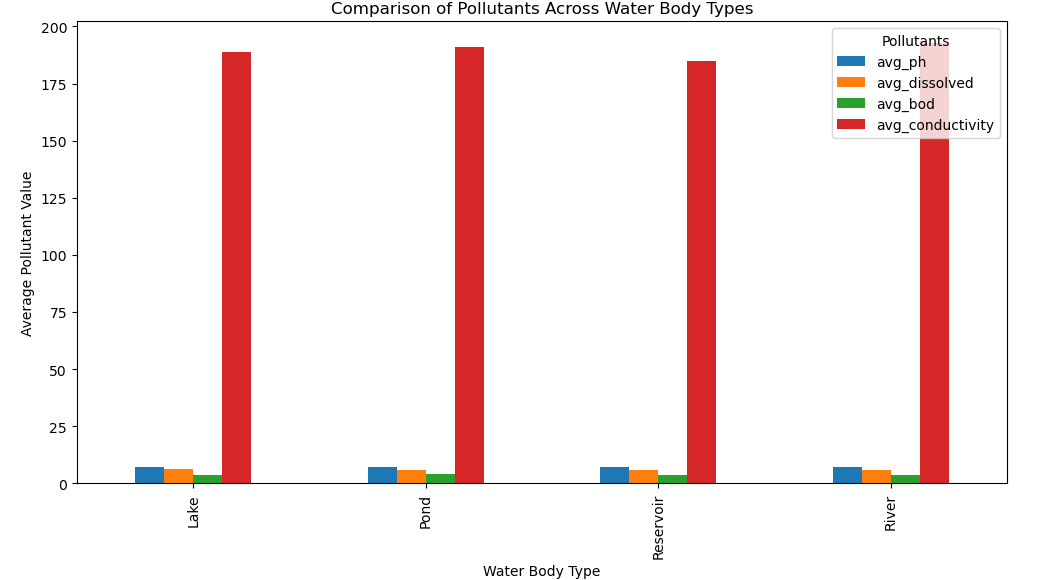 Comparison of Pollutants Across Water Body Types
200
175
150
125
100
75
50
25
0
Average Pollutant Value
Pollutants
avg_ph
avg_dissolved
avg_bod
avg_conductivity
Lake
Pond
Reservoir
River
Water Body Type